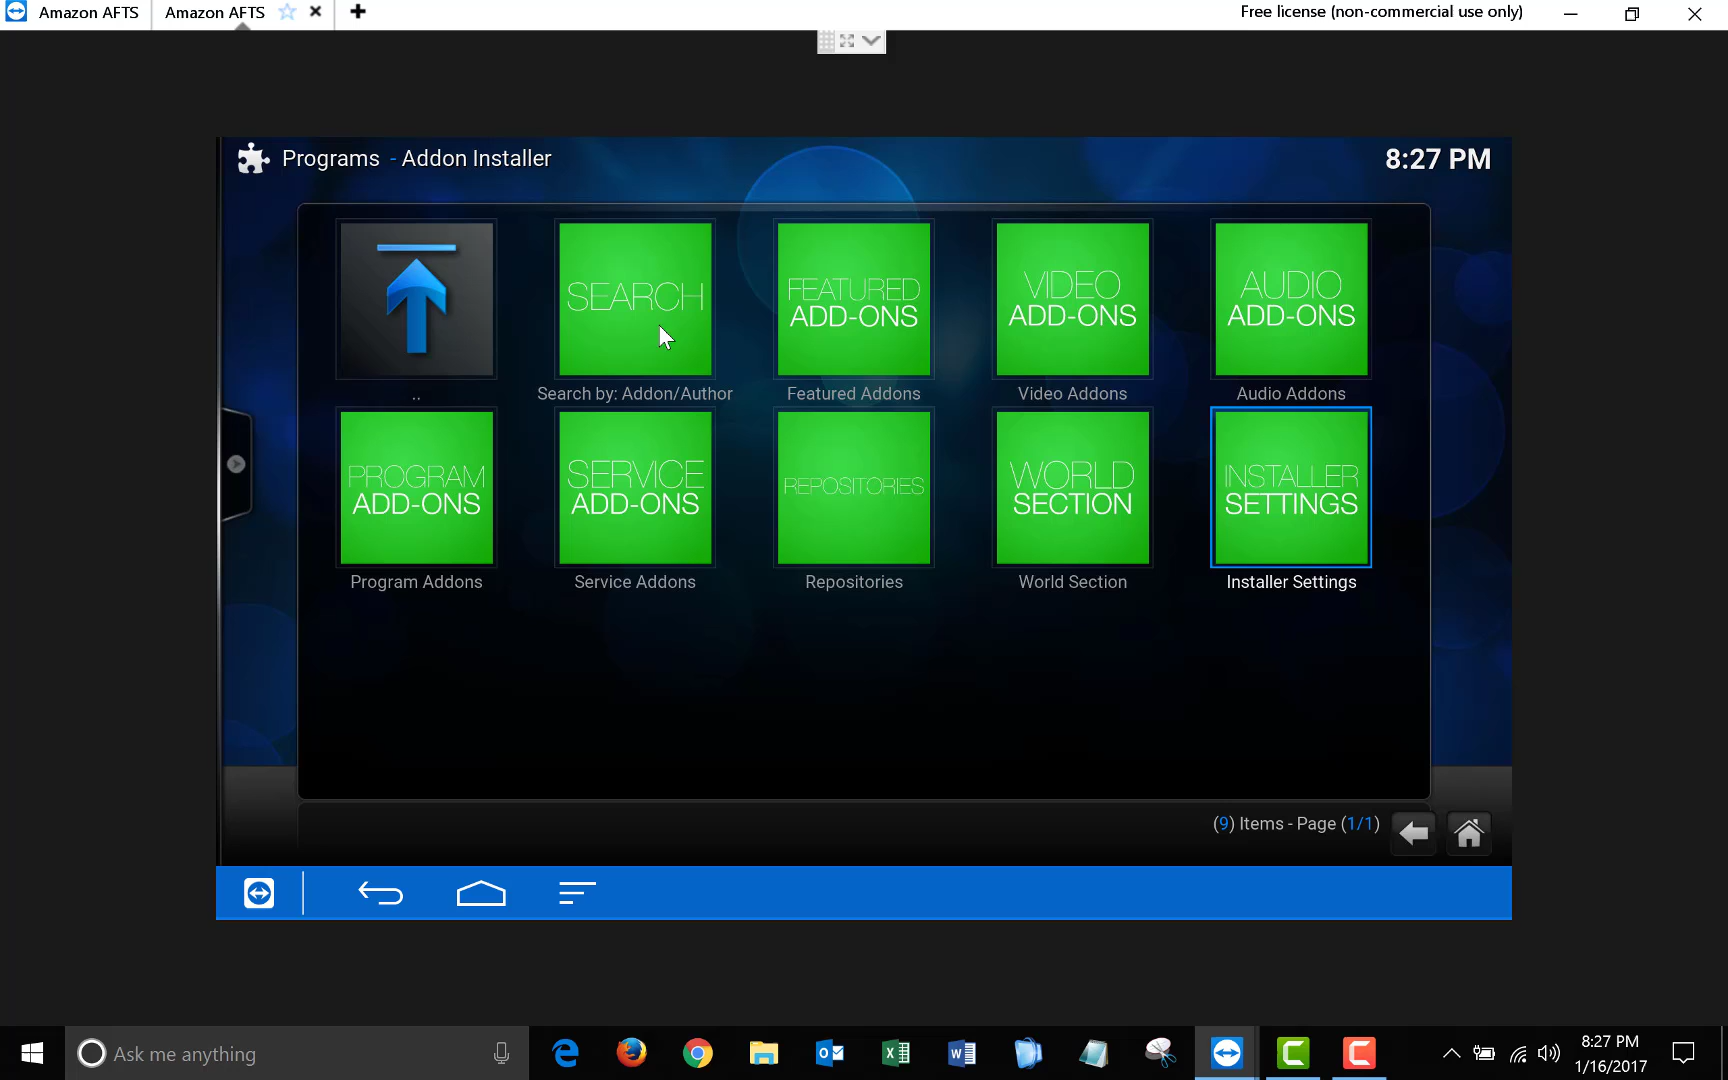 Amazon AFTS
Amazon AFTS
Free license (non-commercial use only)
Programs - Addon Installer
8:27 PM
SEARCH
FEATURED
ADD-ONS
VIDEO
ADD-ONS
AUDIO
ADD-ONS
..
Search by: Addon/Author
Featured Addons
Video Addons
Audio Addons
PROGRAM
ADD-ONS
SERVICE
ADD-ONS
REPOSITORIES
WORLD
SECTION
INSTALLER
SETTINGS
Program Addons
Service Addons
Repositories
World Section
Installer Settings
(9) Items - Page (1/1)
Ask me anything
8:27 PM
1/16/2017